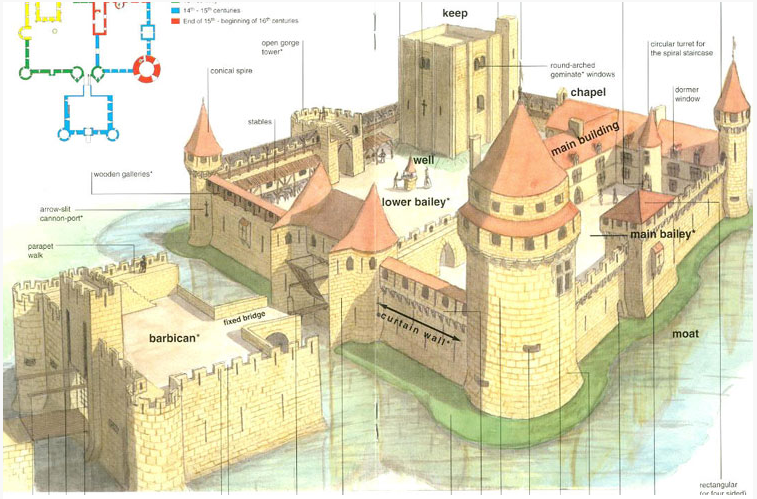 14th - 15th centuries
End of 15th - beginning of 16th centuries
keep
open gorge
tower*
circular turret for
the spiral staircase
conical spire
round-arched
geminate* windows
chapel
dormer
window
stables
main building
well
wooden galleries*
lower bailey*
arrow-slit
cannon-port*
main bailey*
parapet
walk
fixed bridge
curtain wall*
barbican*
moat
rectangular
(or four sided)